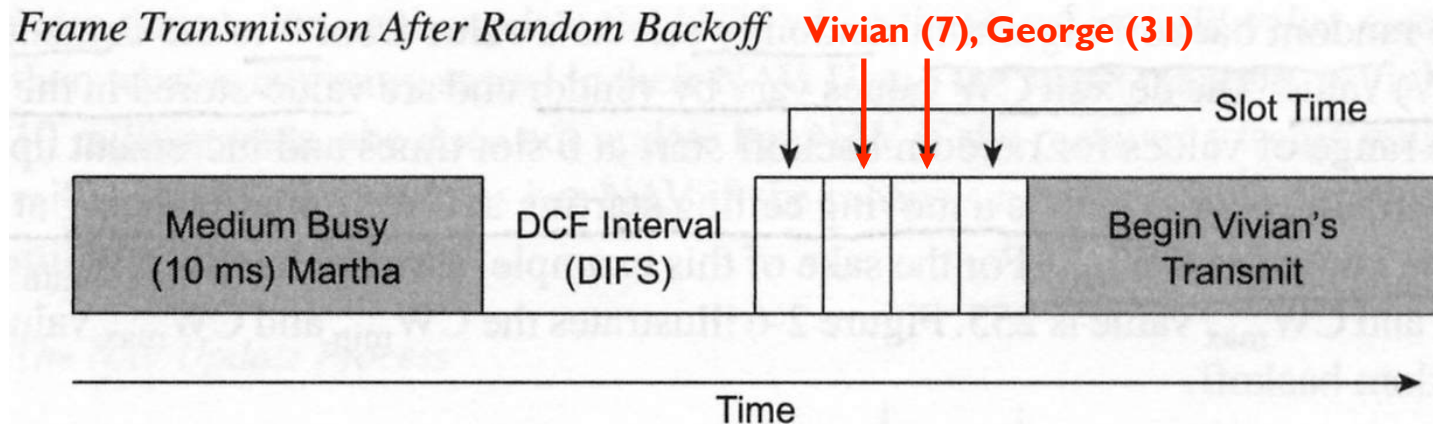 Frame Transmission After Random Backoff Vivian (7), George (31)
Slot Time
Medium Busy
(10 ms) Martha
DCF Interval
(DIFS)
Begin Vivian's
Transmit
Time